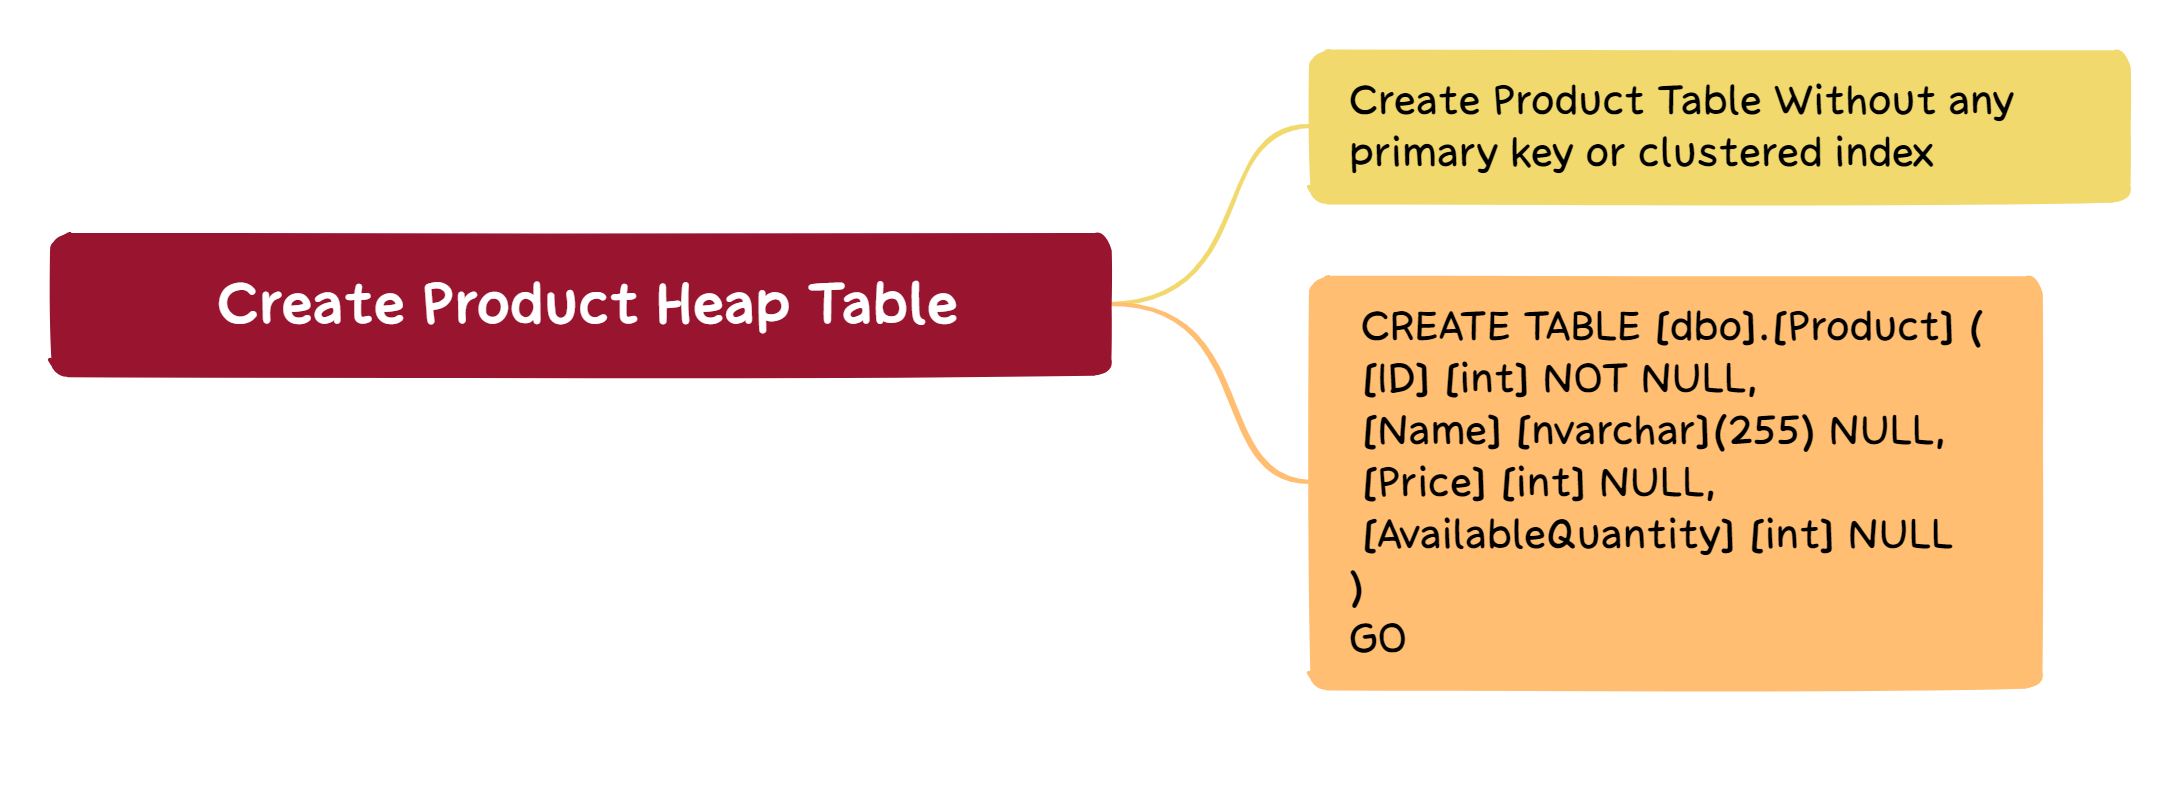 Create Product Heap Table
Create Product Table Without any
primary key or clustered index
CREATE TABLE [dbo].[Product] (
[ID] [int] NOT NULL,
[Name] [nvarchar](255) NULL,
[Price] [int] NULL,
[AvailableQuantity] [int] NULL
)
GO